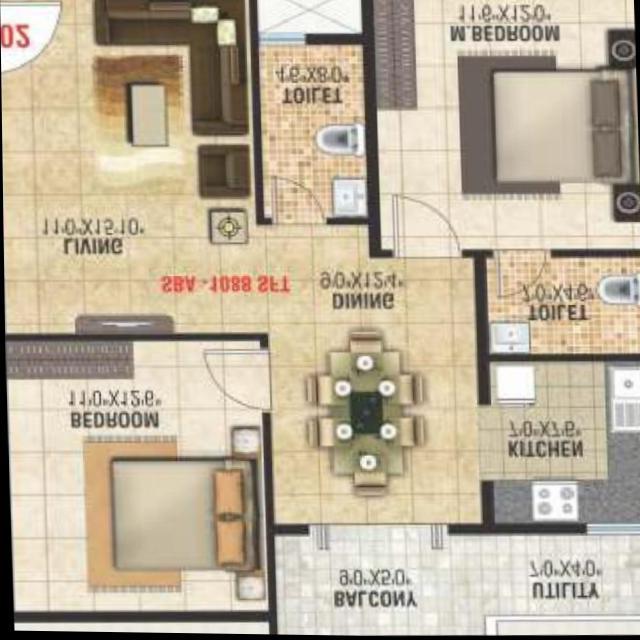 BALCONY
9'0"X5'0"
UTILITY
7'0"X4'0"
BEDROOM
11'0"X12'6"
KITCHEN
7'0"X7'6"
DINING
9'0"X12'4"
TOILET
7'0"X4'6"
SBA -1088 SFT
LIVING
11'0"X15'10"
TOILET
4'6"X8'0"
M.BEDROOM
11'6"X12'0"
02